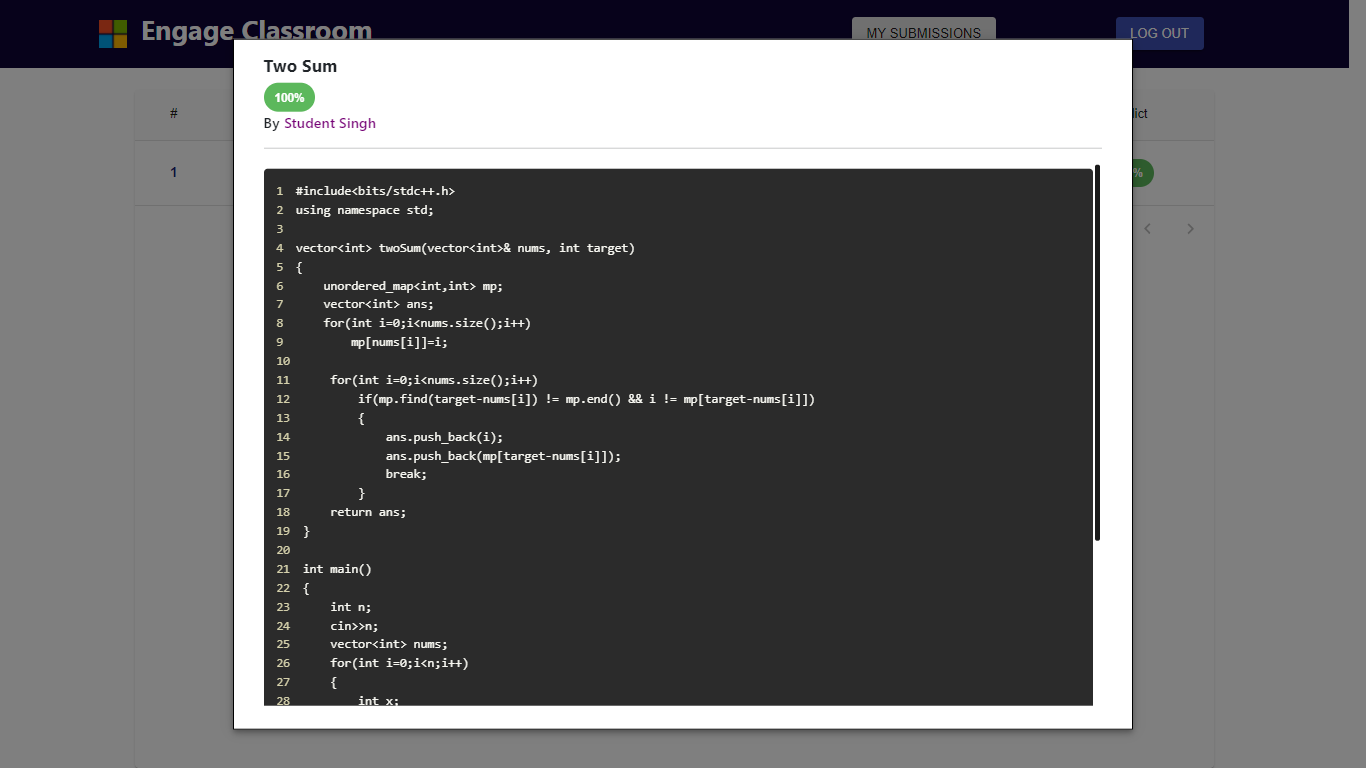 Engage Classroom
MY SUBMISSIONS
LOG OUT
Two Sum
100%
By Student Singh
#
1
1 #include<bits/stdc++.h>
2 using namespace std;
3
4 vector<int> twoSum(vector<int>& nums, int target)
5 {
6     unordered_map<int,int> mp;
7     vector<int> ans;
8     for(int i=0;i<nums.size();i++)
9         mp[nums[i]]=i;
10
11     for(int i=0;i<nums.size();i++)
12         if(mp.find(target-nums[i]) != mp.end() && i != mp[target-nums[i]])
13         {
14             ans.push_back(i);
15             ans.push_back(mp[target-nums[i]]);
16             break;
17         }
18     return ans;
19 }
20
21 int main()
22 {
23     int n;
24     cin>>n;
25     vector<int> nums;
26     for(int i=0;i<n;i++)
27     {
28         int x;